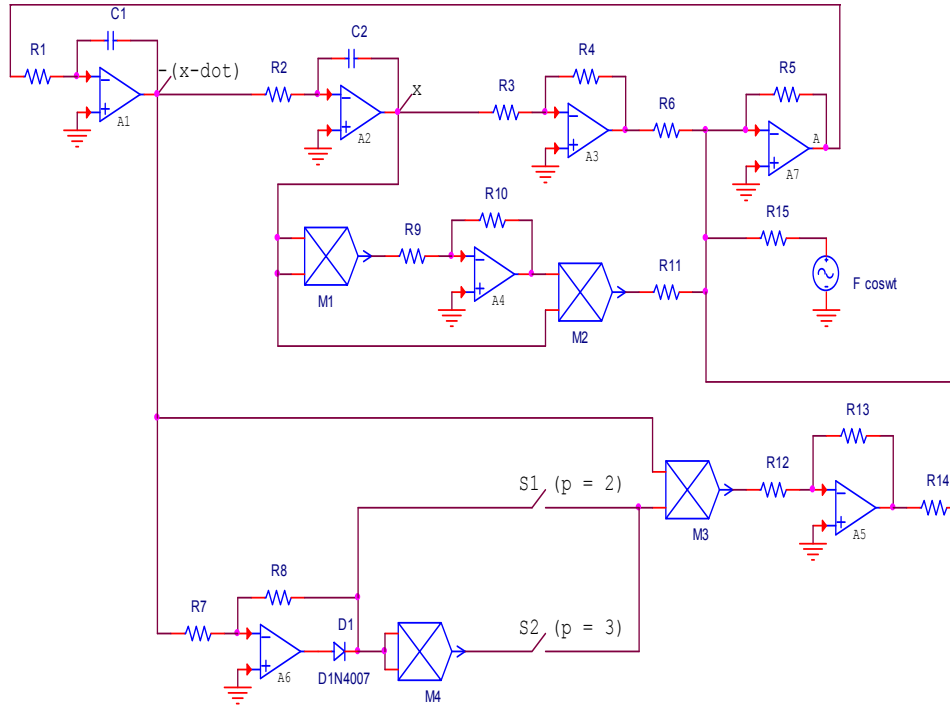 C1
R1
-(x-dot)
A1
R2
C2
x
A2
R3
R4
A3
R6
R5
A
A7
R15
F coswt
M1
R9
R10
A4
M2
R11
R13
R12
A5
R14
M3
S1 (p = 2)
S2 (p = 3)
R7
R8
A6
D1
D1N4007
M4